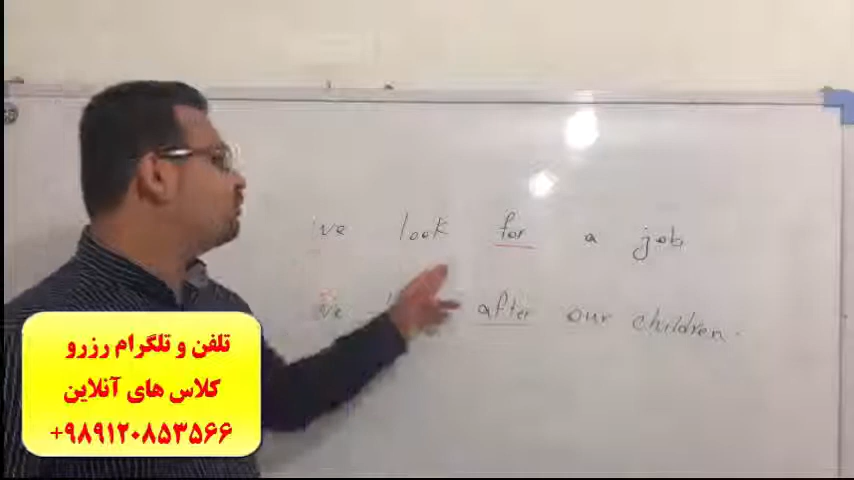 we look for a job
we after our children.
تلفن و تلگرام رزرو
کلاس های آنلاین
+۹۸۹۱۲۰۸۵۳۵۶۶